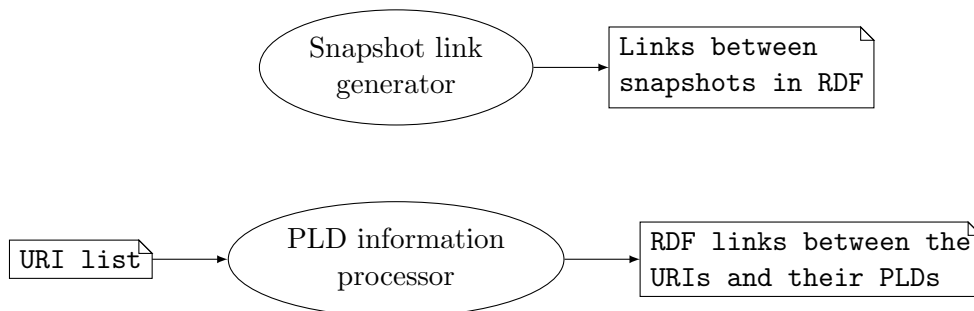 Snapshot link
generator
Links between
snapshots in RDF
URI list
PLD information
processor
RDF links between the
URIs and their PLDs